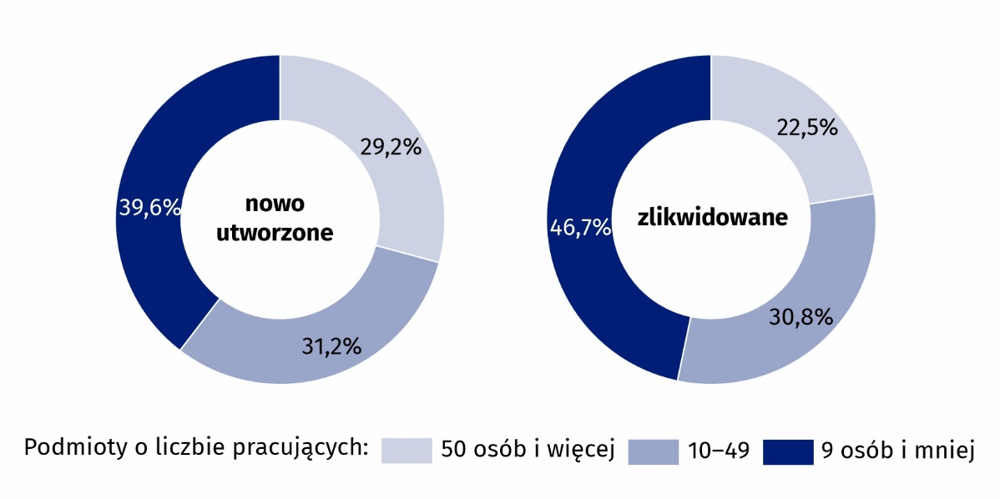 29,2%
39,6%
nowo
utworzone
31,2%
22,5%
46,7%
zlikwidowane
30,8%
Podmioty o liczbie pracujących: 50 osób i więcej 10–49 9 osób i mniej